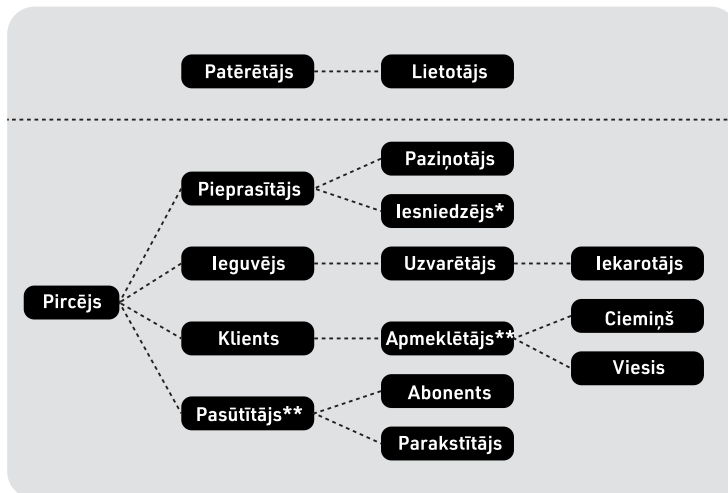 Patērētājs
Lietotājs
Paziņotājs
Pieprasītājs
Iesniedzējs*
Ieguvējs
Uzvarētājs
Iekarotājs
Pircējs
Klients
Apmeklētājs**
Ciemiņš
Viesis
Pasūtītājs**
Abonents
Parakstītājs